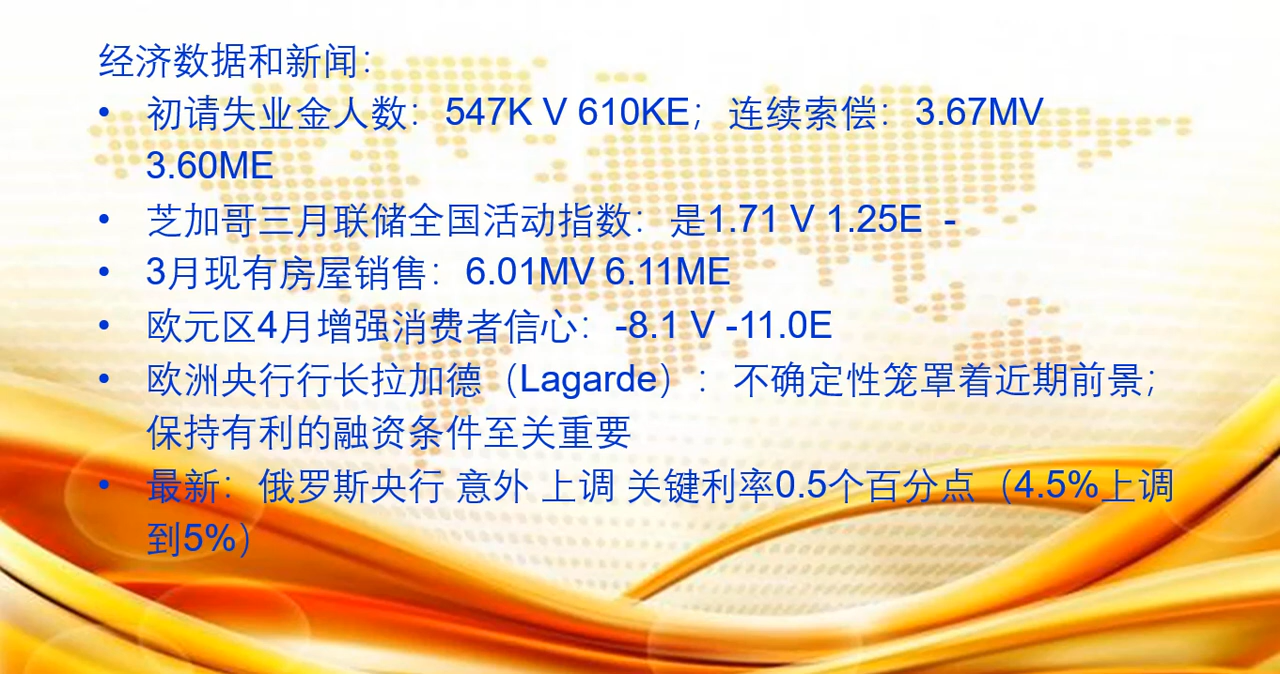 经济数据和新闻：
• 初请失业金人数：547K V 610KE；连续索偿：3.67MV
3.60ME
• 芝加哥三月联储全国活动指数：是1.71 V 1.25E -
• 3月现有房屋销售：6.01MV 6.11ME
• 欧元区4月增强消费者信心：-8.1 V -11.0E
• 欧洲央行行长拉加德（Lagarde）：不确定性笼罩着近期前景；
保持有利的融资条件至关重要
• 最新：俄罗斯央行 意外 上调 关键利率0.5个百分点（4.5%上调
到5%）